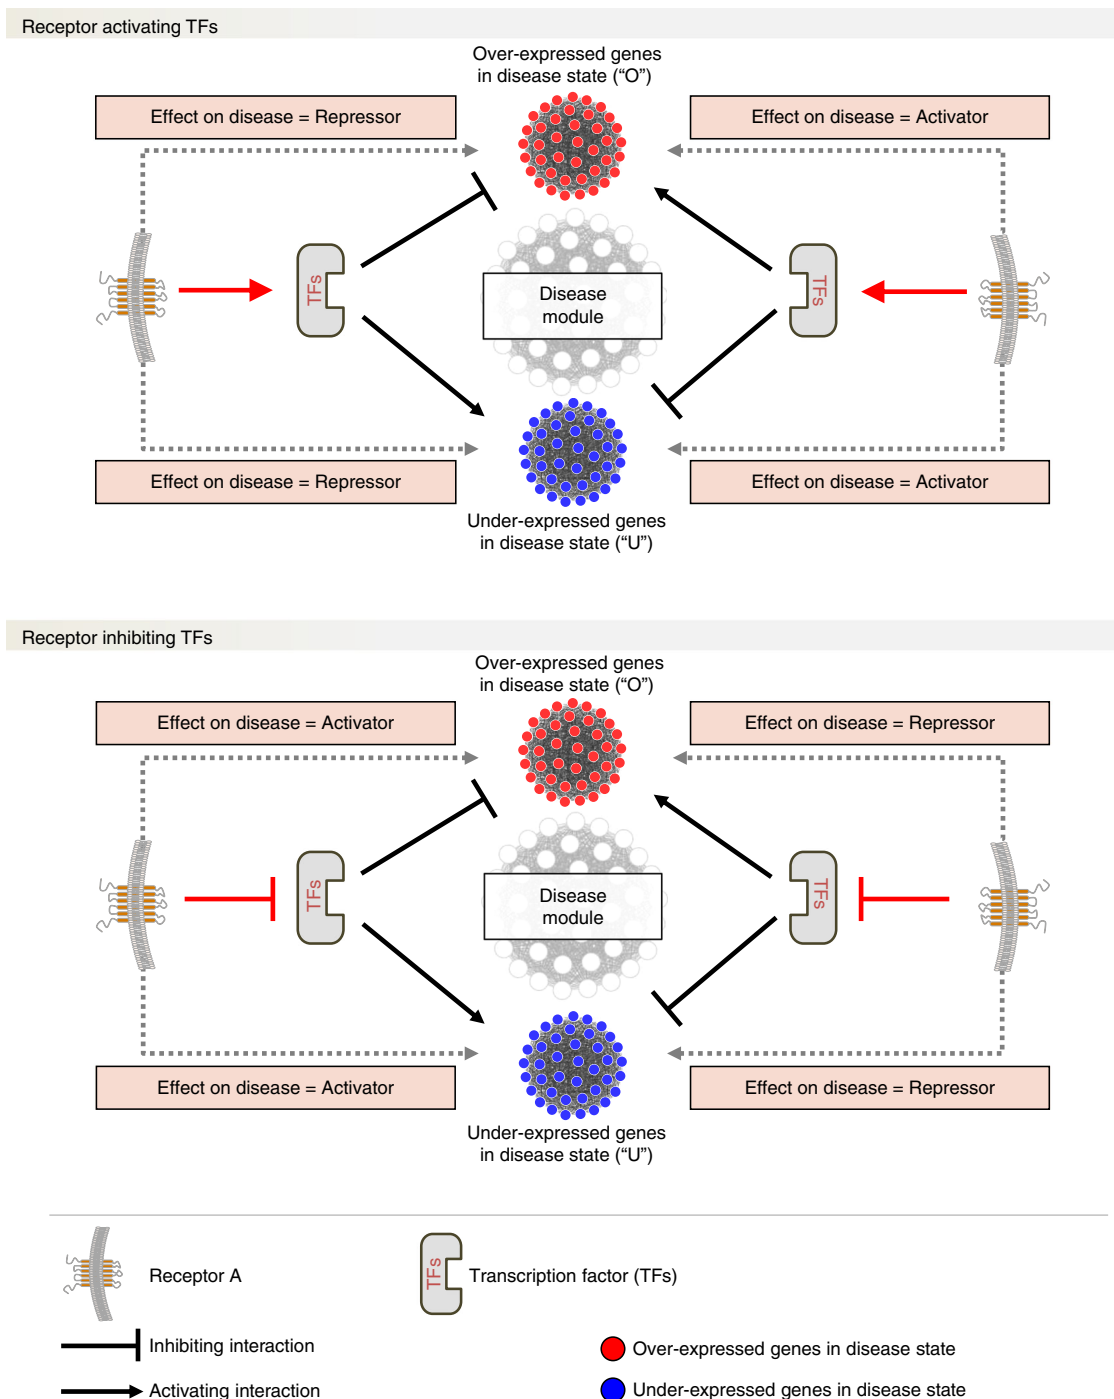 Receptor activating TFs
Over-expressed genes
in disease state (“O”)
Effect on disease = Repressor
Effect on disease = Activator
TFs
Disease
module
TFs
Effect on disease = Repressor
Effect on disease = Activator
Under-expressed genes
in disease state (“U”)
Receptor inhibiting TFs
Over-expressed genes
in disease state (“O”)
Effect on disease = Activator
Effect on disease = Repressor
TFs
Disease
module
TFs
Effect on disease = Activator
Effect on disease = Repressor
Under-expressed genes
in disease state (“U”)
Receptor A
TFs
Transcription factor (TFs)
Inhibiting interaction
Over-expressed genes in disease state
Activating interaction
Under-expressed genes in disease state